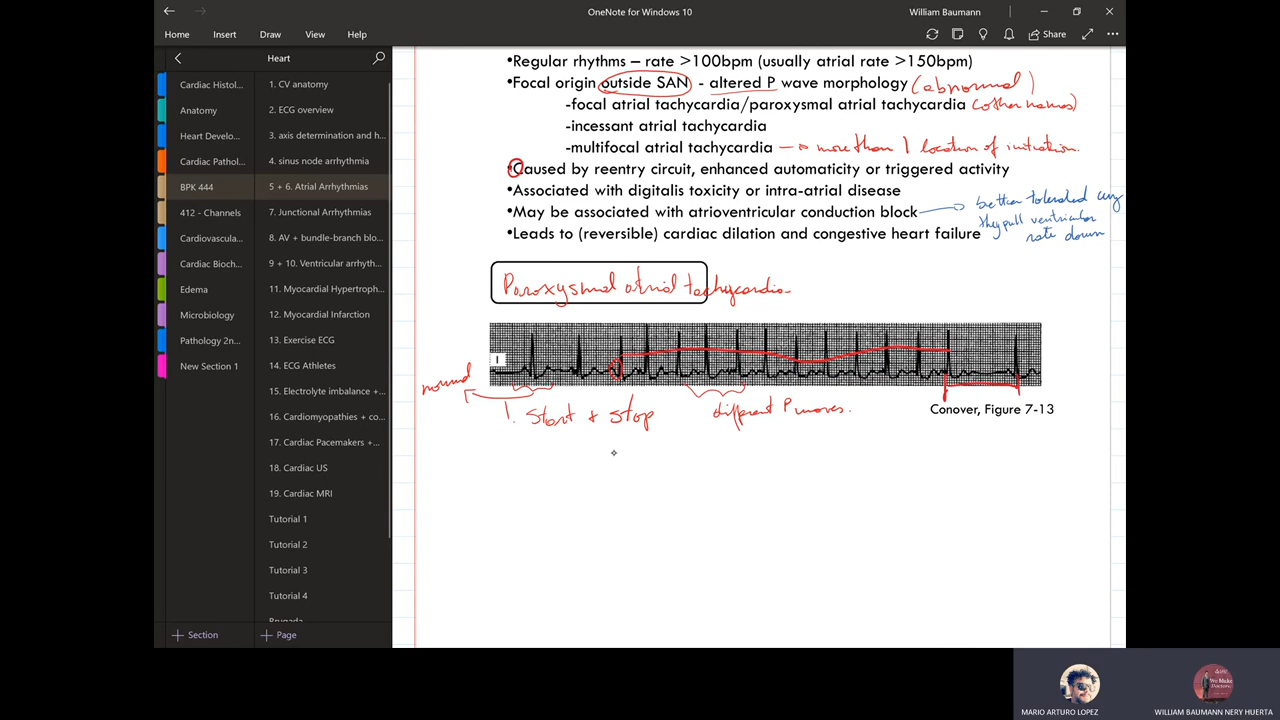 OneNote for Windows 10
William Baumann
Home Insert Draw View Help
Share
Heart
Cardiac Histol...
Anatomy
Heart Develo...
Cardiac Pathol...
BPK 444
412 - Channels
Cardiovascula...
Cardiac Bioch...
Edema
Microbiology
Pathology 2n...
New Section 1
1. CV anatomy
2. ECG overview
3. axis determination and h...
4. sinus node arrhythmia
5 + 6. Atrial Arrhythmias
7. Junctional Arrhythmias
8. AV + bundle-branch blo...
9 + 10. Ventricular arryth...
11. Myocardial Hypertroph...
12. Myocardial Infarction
13. Exercise ECG
14. ECG Athletes
15. Electrolyte imbalance +...
16. Cardiomyopathies + co...
17. Cardiac Pacemakers +...
18. Cardiac US
19. Cardiac MRI
Tutorial 1
Tutorial 2
Tutorial 3
Tutorial 4
Brugada
+ Section
+ Page
•Regular rhythms – rate >100bpm (usually atrial rate >150bpm)
•Focal origin outside SAN - altered P wave morphology (abnormal)
-focal atrial tachycardia/paroxysmal atrial tachycardia (other names)
-incessant atrial tachycardia
-multifocal atrial tachycardia → more than 1 location of initiation.
•Caused by reentry circuit, enhanced automaticity or triggered activity
•Associated with digitalis toxicity or intra-atrial disease
•May be associated with atrioventricular conduction block → better tolerated
they pull ventricular
rate down
•Leads to (reversible) cardiac dilation and congestive heart failure
Paroxysmal atrial tachycardia
I
normal
1. Start + Stop
different P waves.
Conover, Figure 7-13
MARIO ARTURO LOPEZ
WILLIAM BAUMANN NERY HUERTA
We Make
Doctors